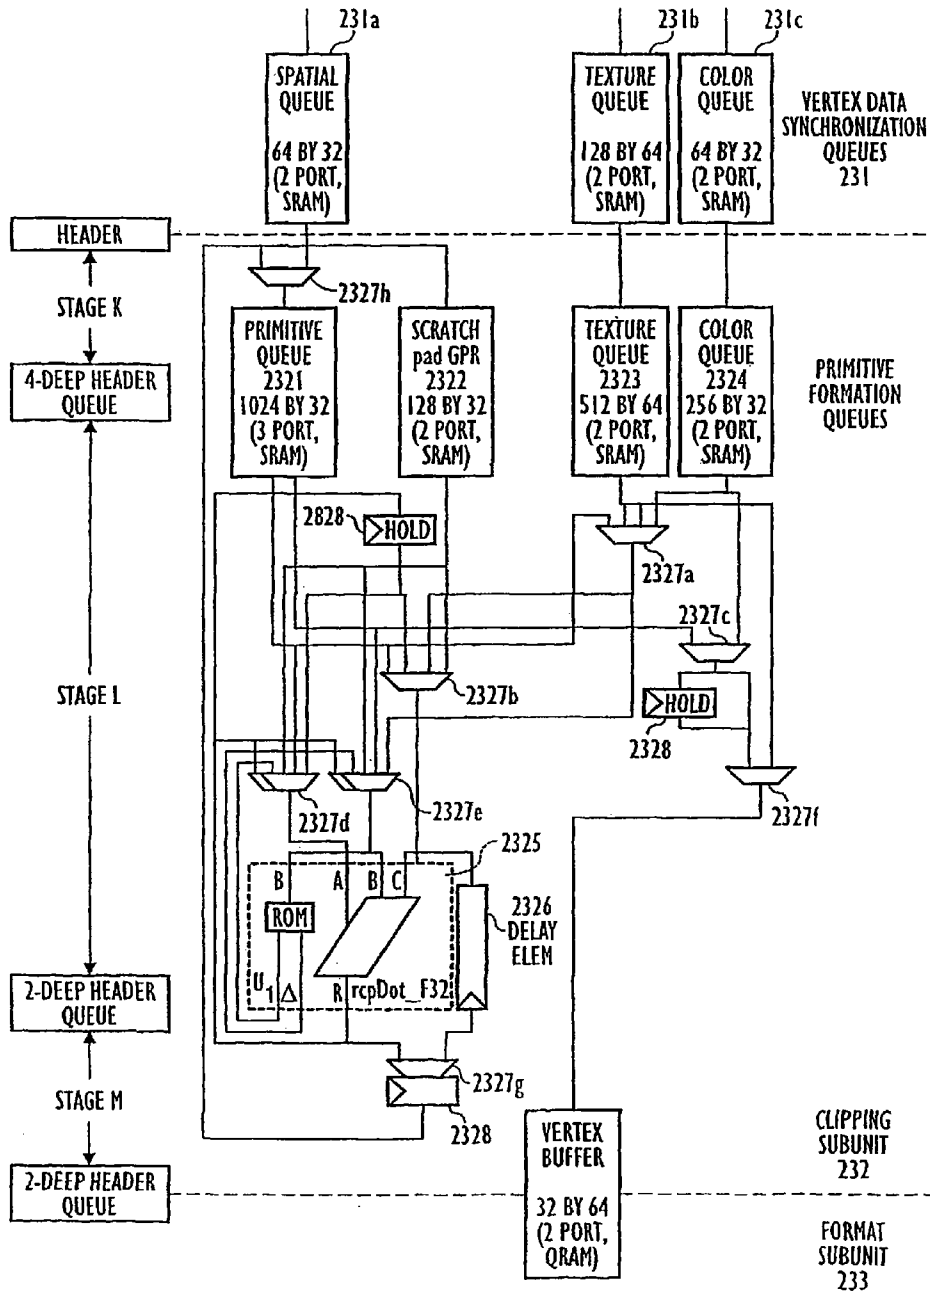 231a
231b
231c
SPATIAL
QUEUE
64 BY 32
(2 PORT,
SRAM)
TEXTURE
QUEUE
128 BY 64
(2 PORT,
SRAM)
COLOR
QUEUE
64 BY 32
(2 PORT,
SRAM)
VERTEX DATA
SYNCHRONIZATION
QUEUES
231
HEADER
STAGE K
4-DEEP HEADER
QUEUE
2327h
PRIMITIVE
QUEUE
2321
1024 BY 32
(3 PORT,
SRAM)
SCRATCH
pad GPR
2322
128 BY 32
(2 PORT,
SRAM)
TEXTURE
QUEUE
2323
512 BY 64
(2 PORT,
SRAM)
COLOR
QUEUE
2324
256 BY 32
(2 PORT,
SRAM)
PRIMITIVE
FORMATION
QUEUES
2828
HOLD
2327a
2327c
STAGE L
2327b
HOLD
2328
2327d
2327e
2327f
2325
B
A
B
C
ROM
2326
DELAY
ELEM
U1
Δ
R
rcpDot_F32
2-DEEP HEADER
QUEUE
STAGE M
2327g
2328
2-DEEP HEADER
QUEUE
VERTEX
BUFFER
32 BY 64
(2 PORT,
QRAM)
CLIPPING
SUBUNIT
232
FORMAT
SUBUNIT
233